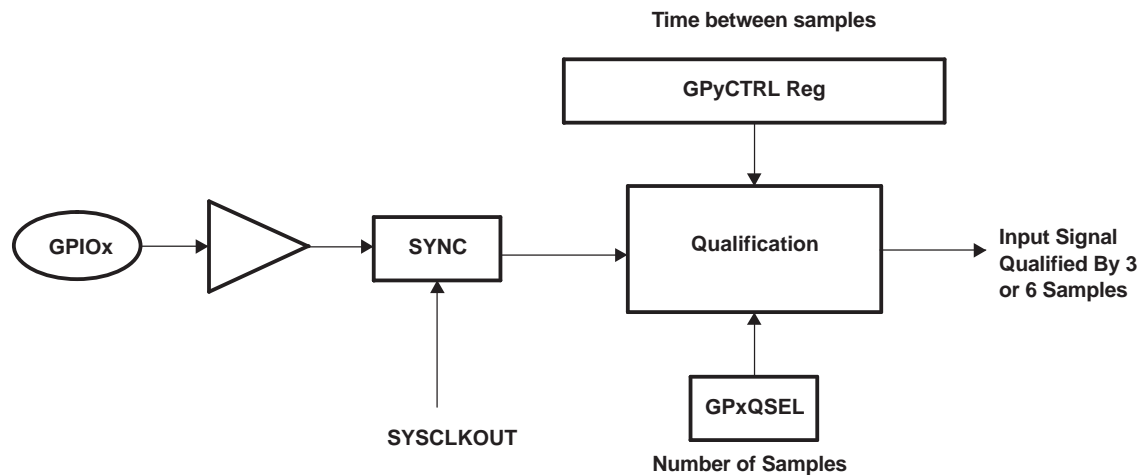 Time between samples
GPyCTRL Reg
GPIOx
SYNC
Qualification
Input Signal
Qualified By 3
or 6 Samples
GPxQSEL
SYSCLKOUT
Number of Samples